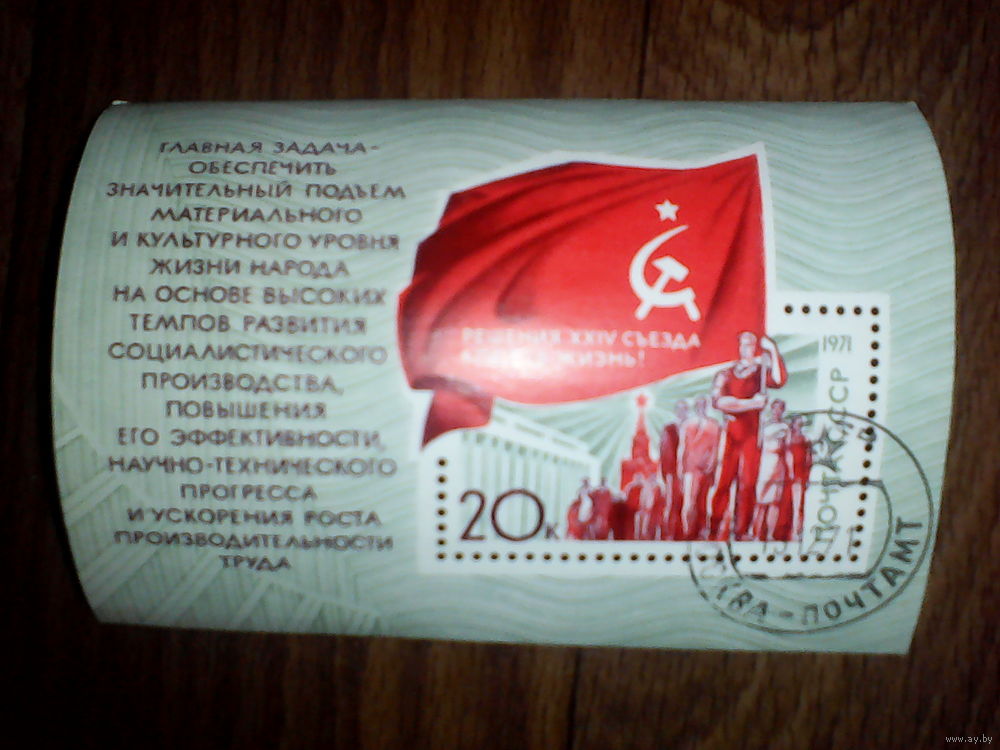 ГЛАВНАЯ ЗАДАЧА-
ОБЕСПЕЧИТЬ
ЗНАЧИТЕЛЬНЫЙ ПОДЪЕМ
МАТЕРИАЛЬНОГО
И КУЛЬТУРНОГО УРОВНЯ
ЖИЗНИ НАРОДА
НА ОСНОВЕ ВЫСОКИХ
ТЕМПОВ РАЗВИТИЯ
СОЦИАЛИСТИЧЕСКОГО
ПРОИЗВОДСТВА,
ПОВЫШЕНИЯ
ЕГО ЭФФЕКТИВНОСТИ,
НАУЧНО-ТЕХНИЧЕСКОГО
ПРОГРЕССА
И УСКОРЕНИЯ РОСТА
ПРОИЗВОДИТЕЛЬНОСТИ
ТРУДА
РЕШЕНИЯ XXIV СЪЕЗДА
ЖИЗНЬ!
1971
ПОЧТА СССР
20к
МОСКВА-ПОЧТАМТ
www.ay.by